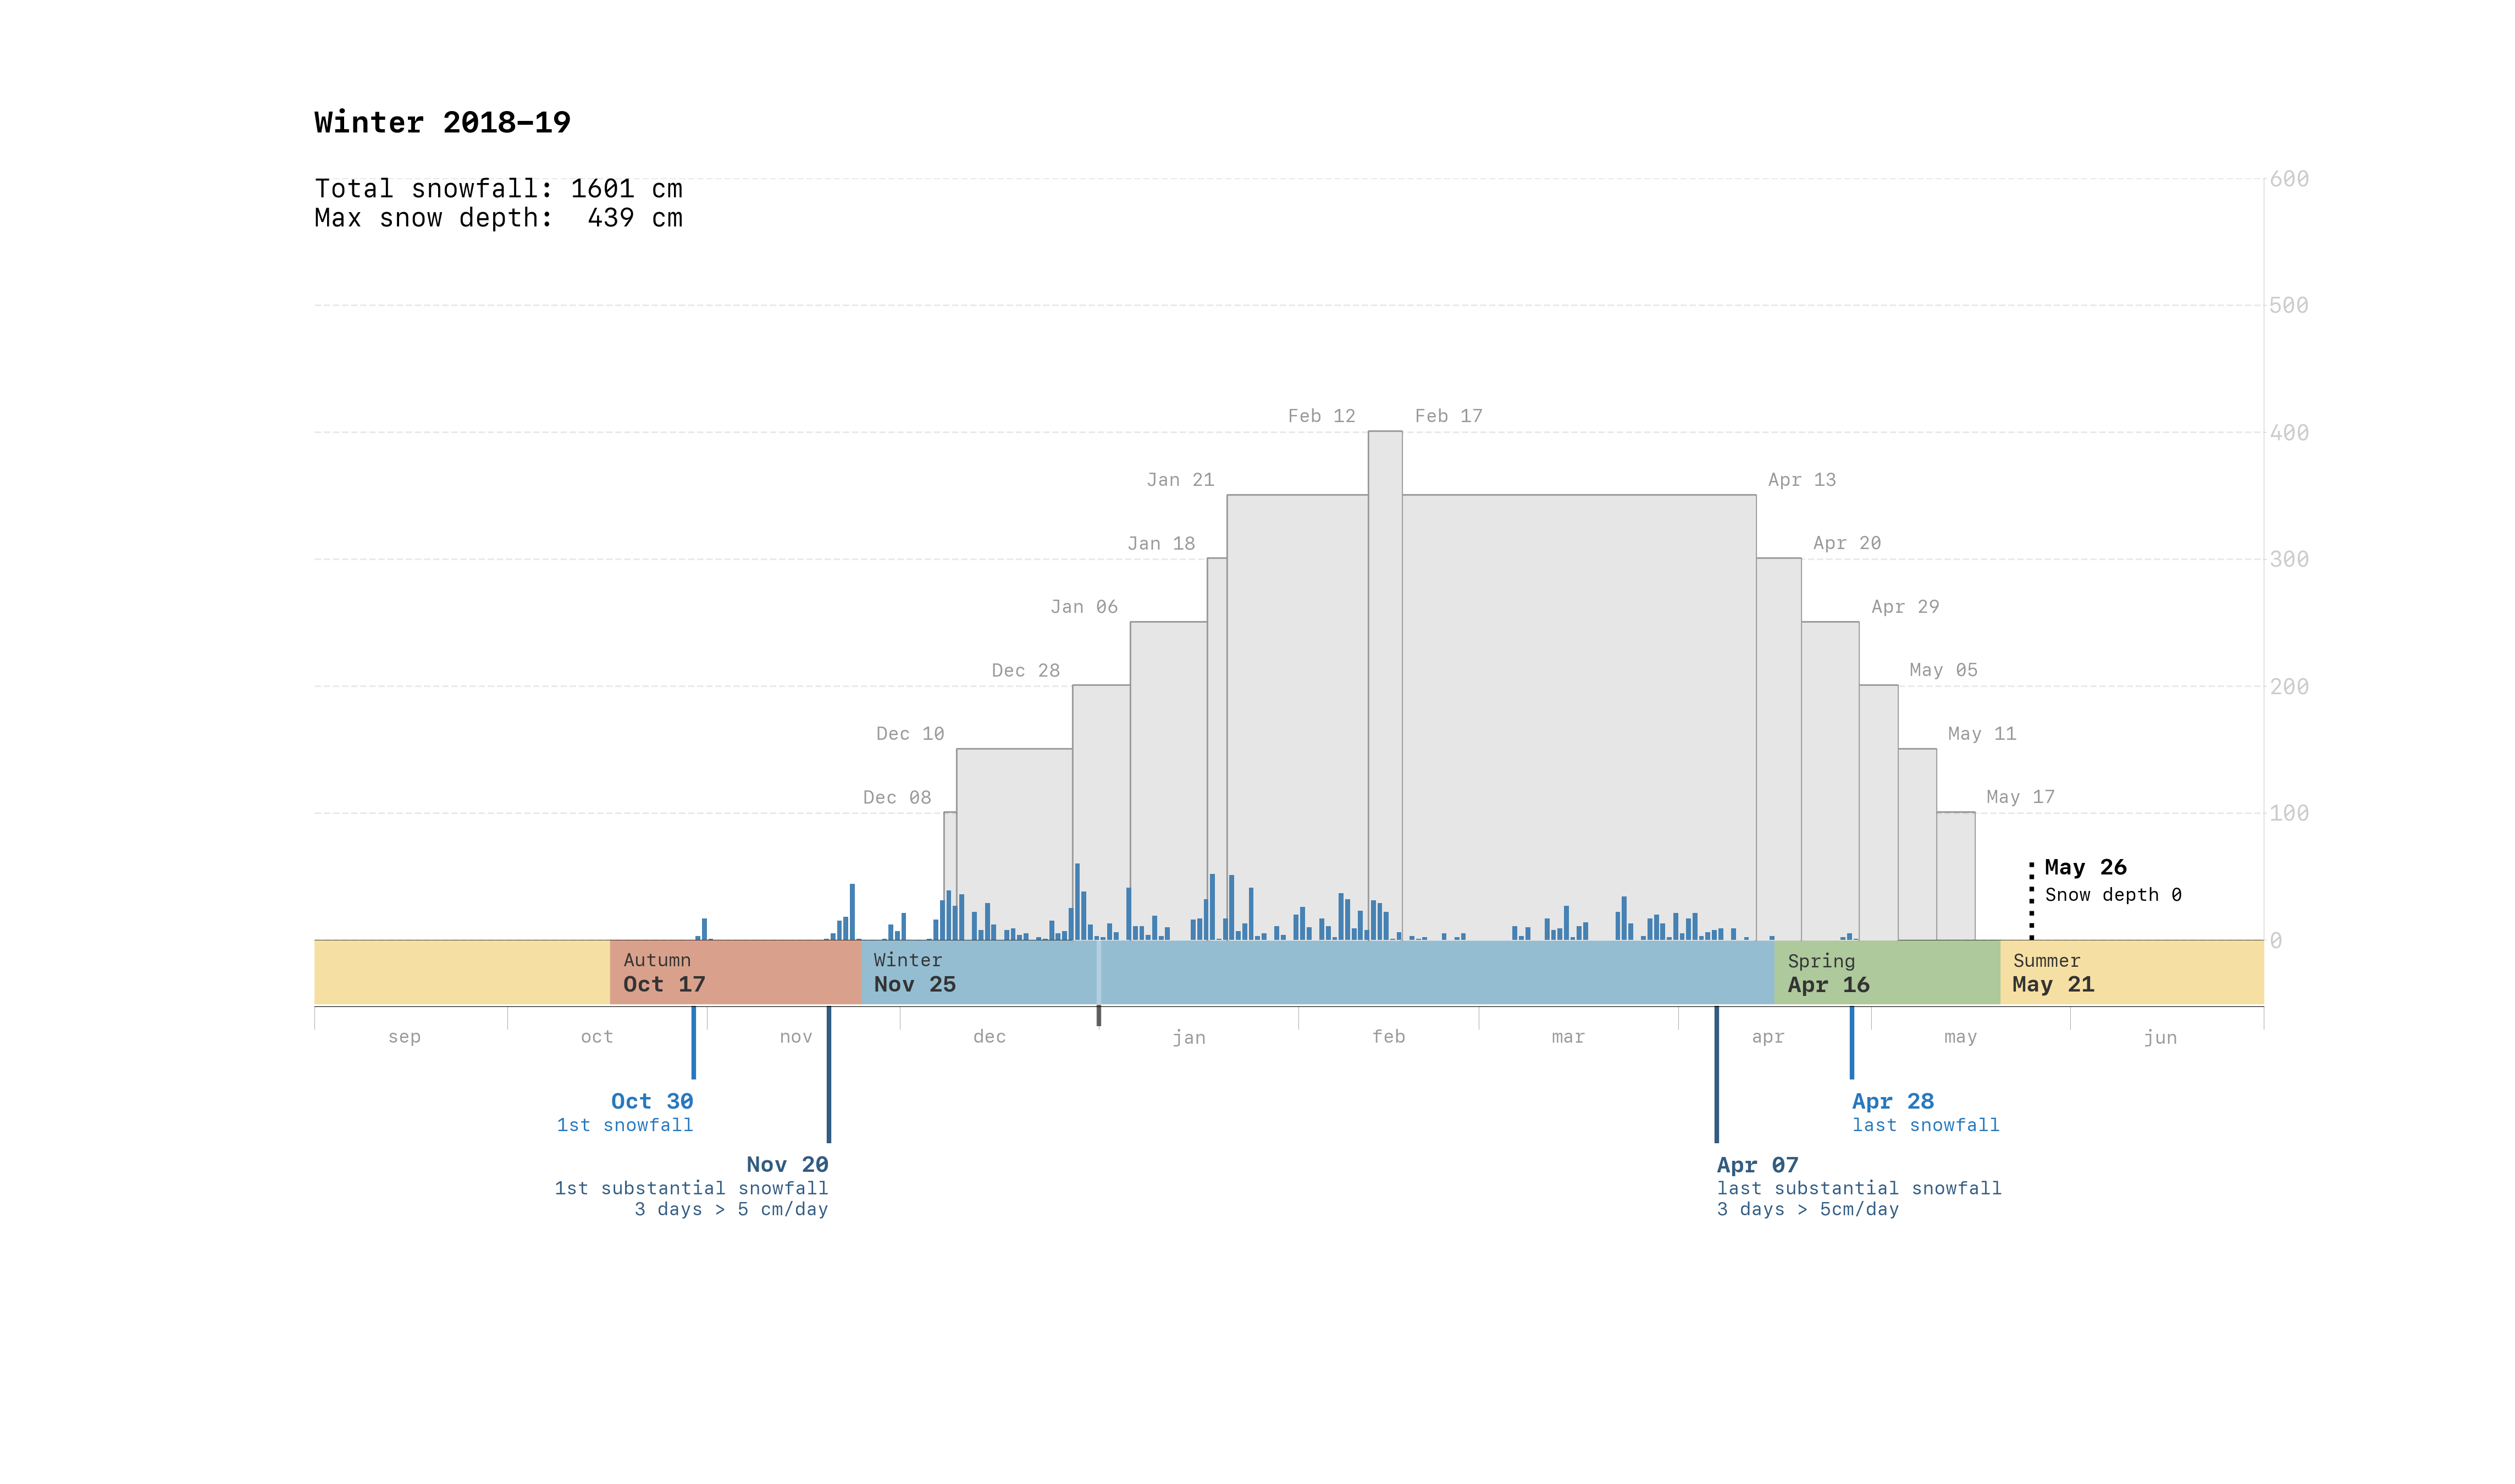 Winter 2018–19
Total snowfall: 1601 cm
Max snow depth: 439 cm
600
500
400
300
200
100
0
Feb 12
Feb 17
Jan 21
Apr 13
Jan 18
Apr 20
Jan 06
Apr 29
Dec 28
May 05
Dec 10
May 11
Dec 08
May 17
May 26
Snow depth 0
Autumn
Oct 17
Winter
Nov 25
Spring
Apr 16
Summer
May 21
sep
oct
nov
dec
jan
feb
mar
apr
may
jun
Oct 30
1st snowfall
Nov 20
1st substantial snowfall
3 days > 5 cm/day
Apr 07
last substantial snowfall
3 days > 5cm/day
Apr 28
last snowfall